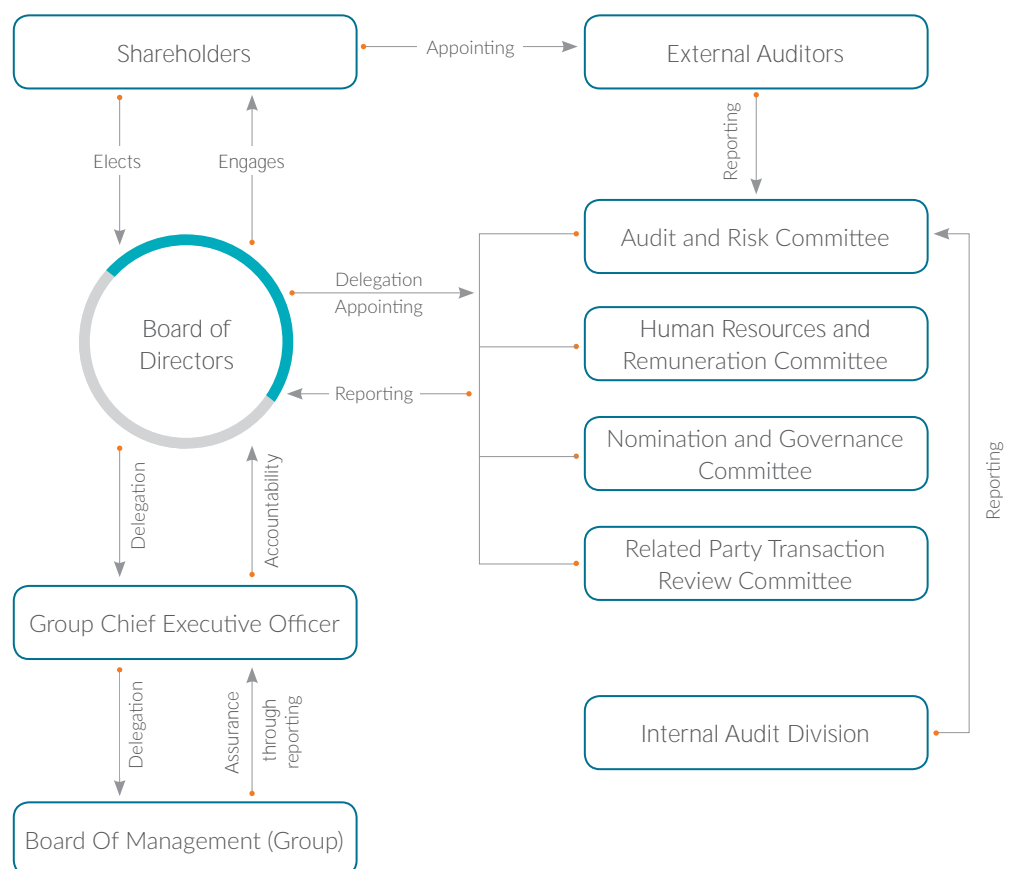 Shareholders
Appointing
External Auditors
Elects
Engages
Reporting
Audit and Risk Committee
Board of
Directors
Delegation
Appointing
Reporting
Human Resources and
Remuneration Committee
Nomination and Governance
Committee
Related Party Transaction
Review Committee
Reporting
Delegation
Accountability
Group Chief Executive Officer
Delegation
Assurance
through
reporting
Internal Audit Division
Board Of Management (Group)